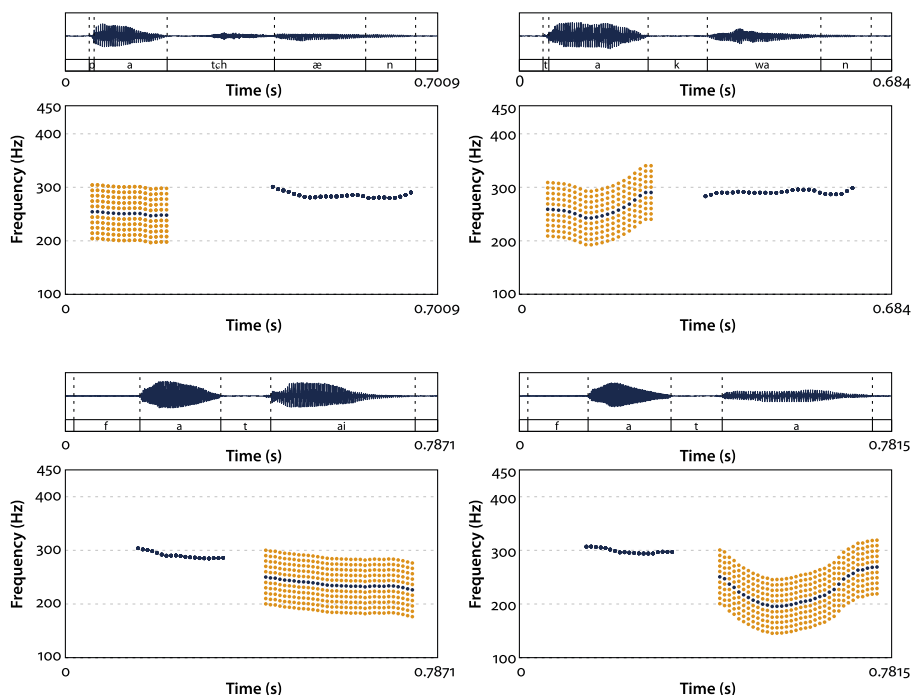 p a tɕh æ n
0 0.7009
Time (s)
t a k wa n
0 0.684
Time (s)
Frequency (Hz)
450
400
300
200
100
0 0.7009
Time (s)
Frequency (Hz)
450
400
300
200
100
0 0.684
Time (s)
f a t ai
0 0.7871
Time (s)
f a t a
0 0.7815
Time (s)
Frequency (Hz)
450
400
300
200
100
0 0.7871
Time (s)
Frequency (Hz)
450
400
300
200
100
0 0.7815
Time (s)